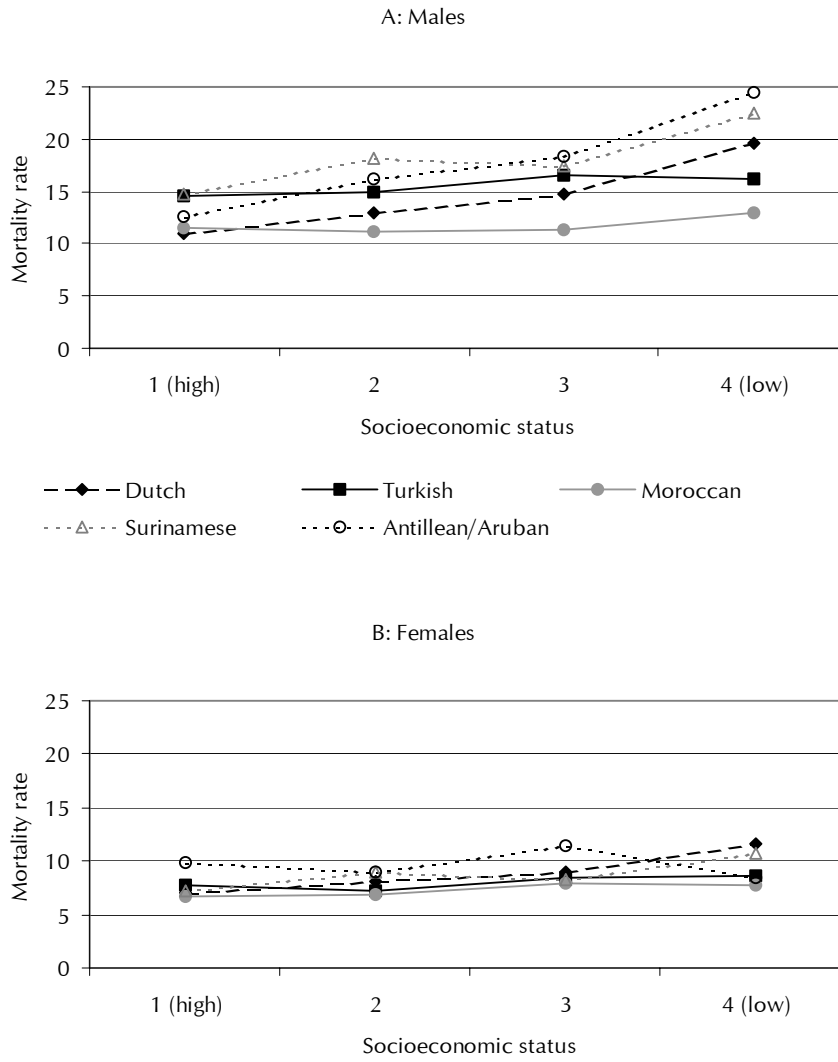 A: Males
25
20
15
10
5
0
Mortality rate
1 (high) 2 3 4 (low)
Socioeconomic status
Dutch Turkish Moroccan
Surinamese Antillean/Aruban
B: Females
25
20
15
10
5
0
Mortality rate
1 (high) 2 3 4 (low)
Socioeconomic status